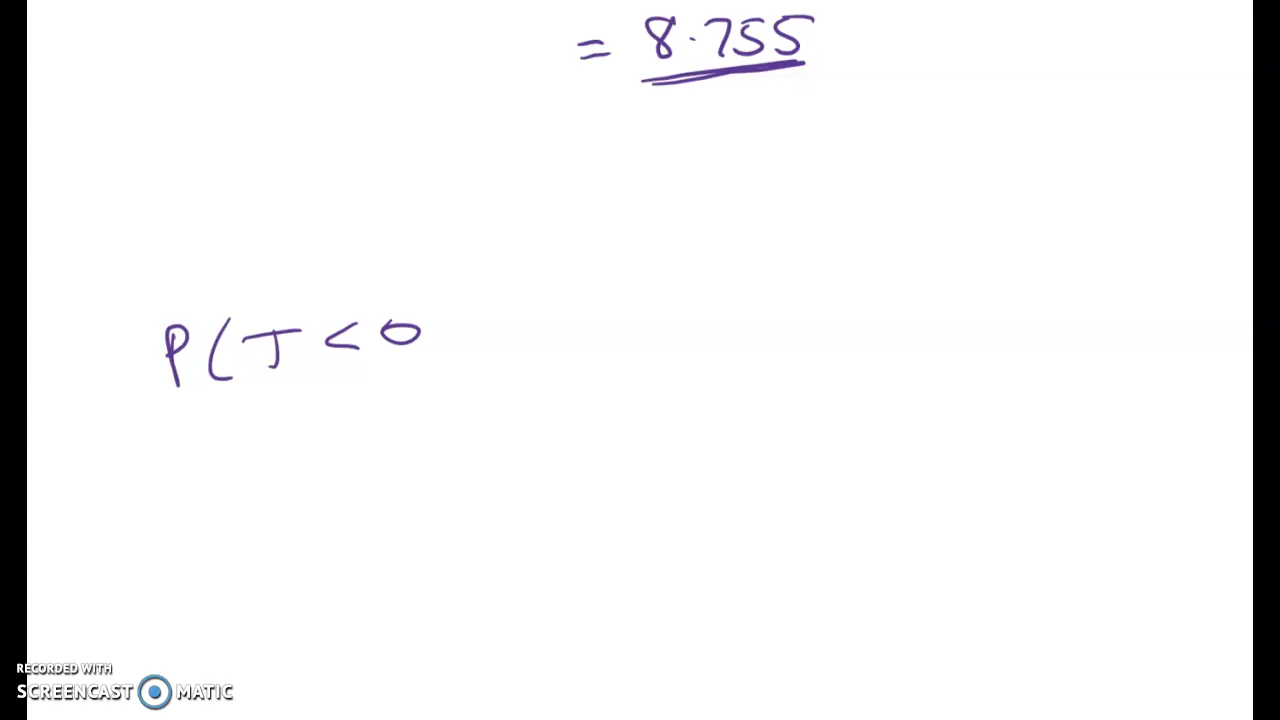 = 8.755
P(J < 0
RECORDED WITH
SCREENCAST MATIC